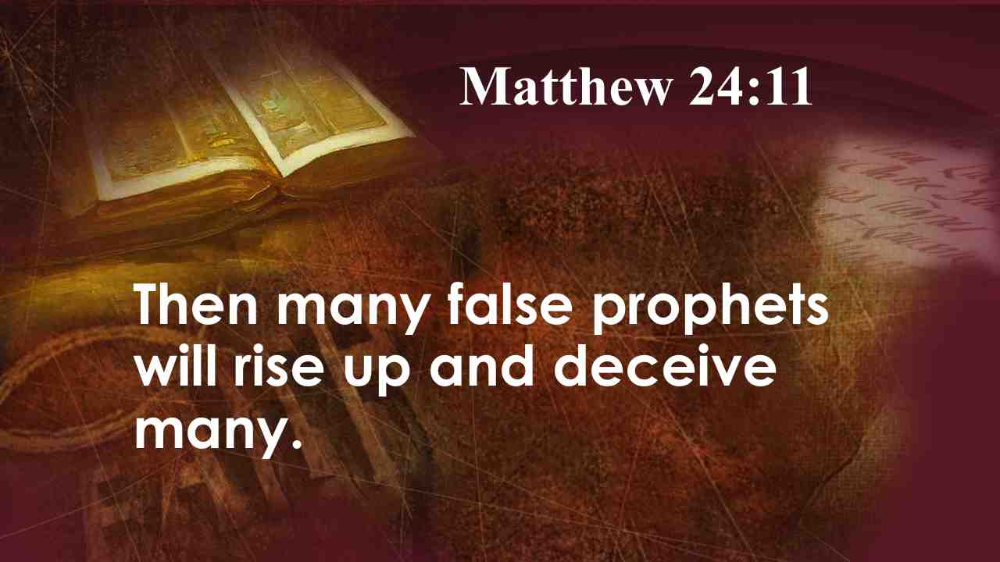 Matthew 24:11
Then many false prophets
will rise up and deceive
many.